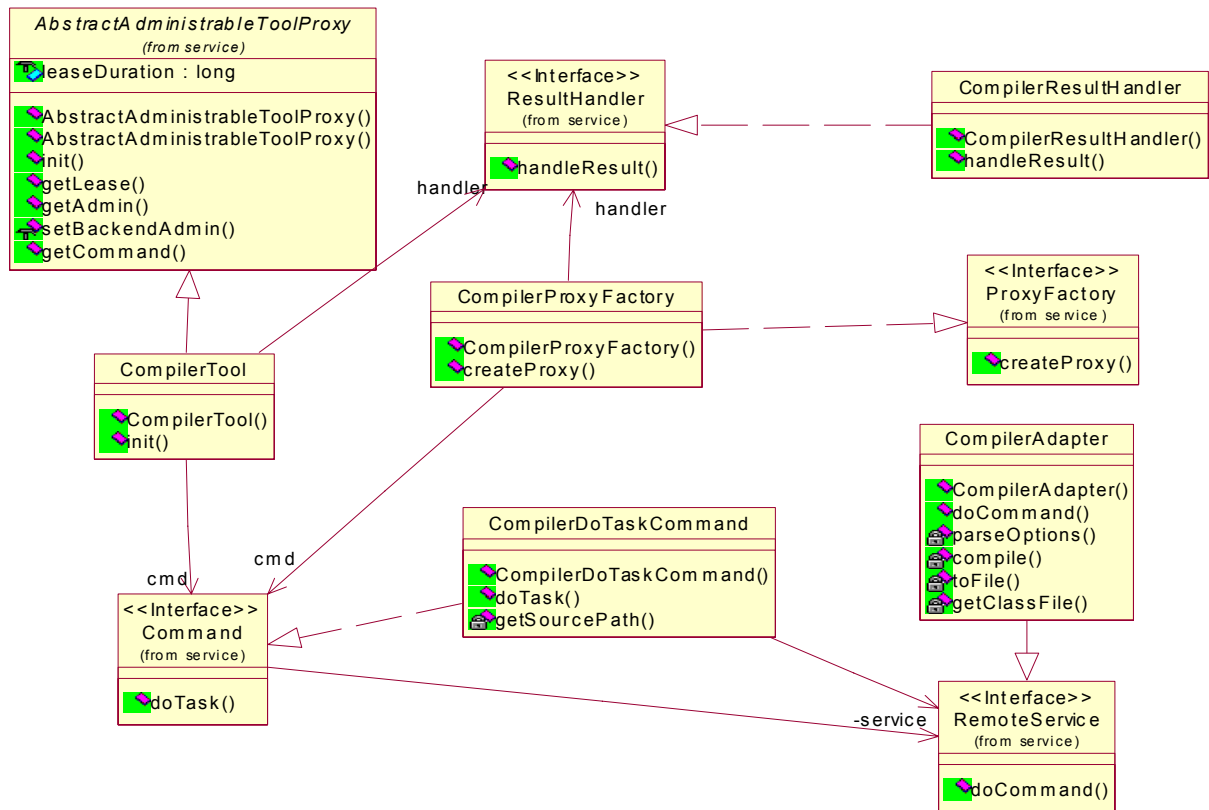 AbstractAdministrableToolProxy
(from service)
leaseDuration : long
AbstractAdministrableToolProxy()
AbstractAdministrableToolProxy()
init()
getLease()
getAdmin()
setBackendAdmin()
getCommand()
<<Interface>>
ResultHandler
(from service)
handleResult()
CompilerResultHandler
CompilerResultHandler()
handleResult()
handler
handler
CompilerProxyFactory
CompilerProxyFactory()
createProxy()
<<Interface>>
ProxyFactory
(from service)
createProxy()
CompilerTool
CompilerTool()
init()
CompilerAdapter
CompilerAdapter()
doCommand()
parseOptions()
compile()
toFile()
getClassFile()
CompilerDoTaskCommand
CompilerDoTaskCommand()
doTask()
getSourcePath()
cmd
cmd
<<Interface>>
Command
(from service)
doTask()
-service
<<Interface>>
RemoteService
(from service)
doCommand()